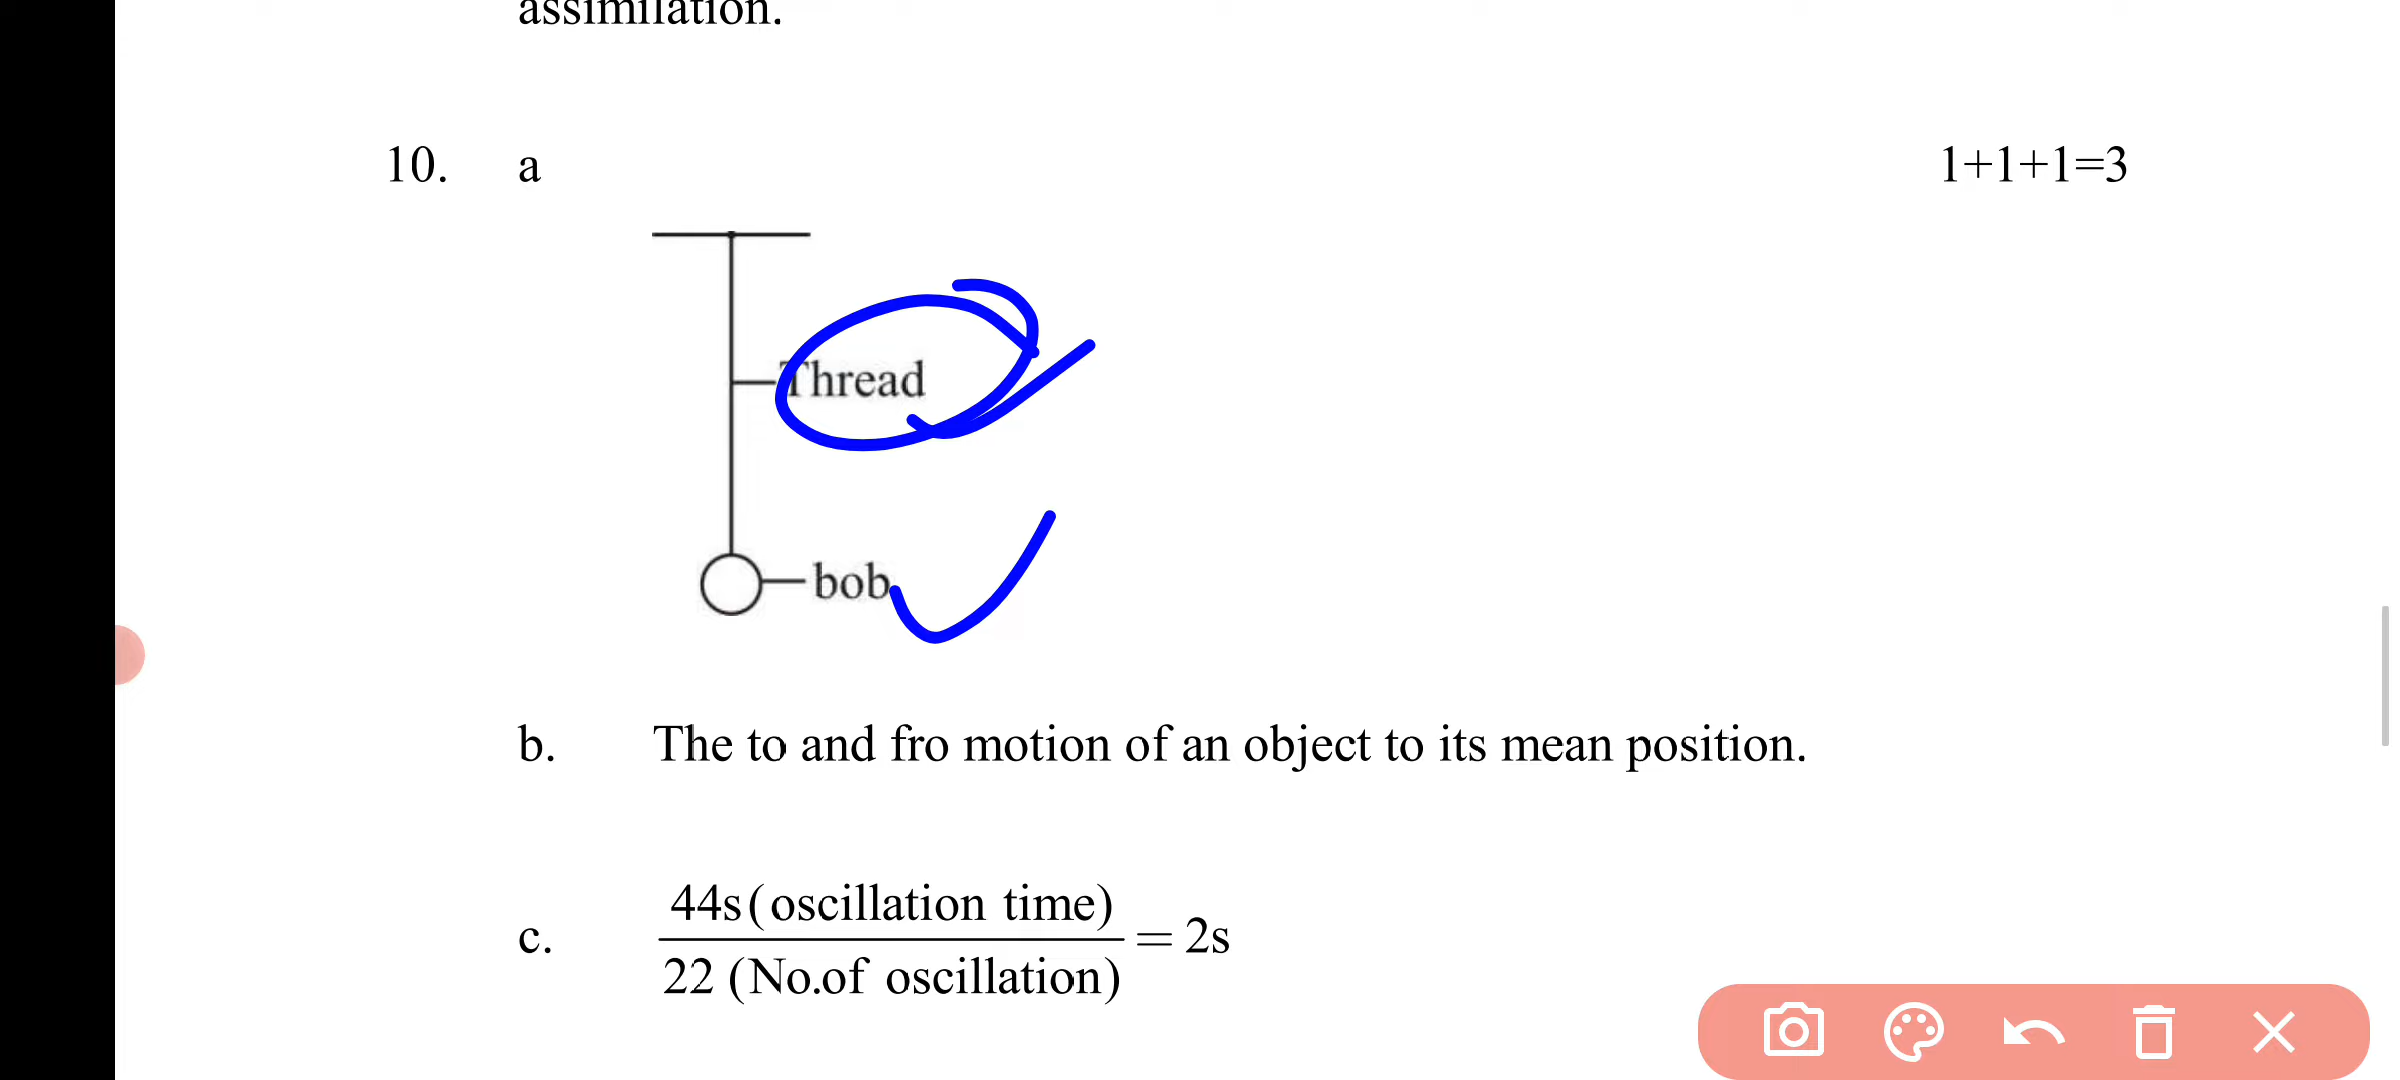 assimilation.
10. a 1+1+1=3
Thread
bob
b. The to and fro motion of an object to its mean position.
44s(oscillation time)
c. = 2s
22 (No.of oscillation)